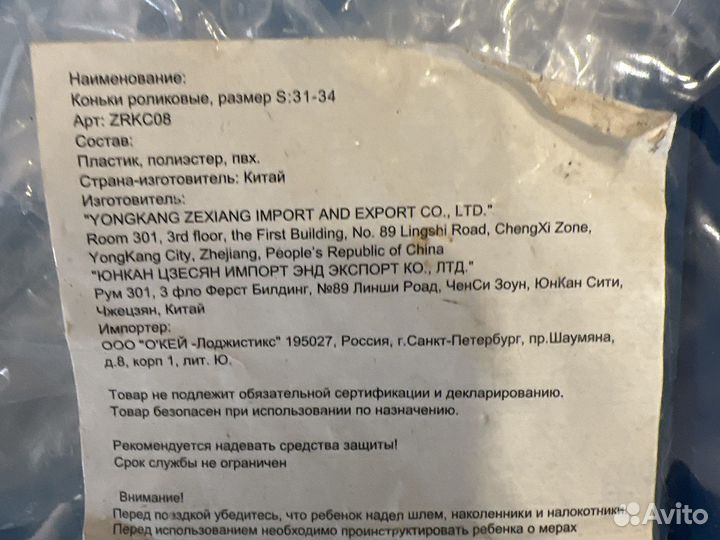 Наименование:
Коньки роликовые, размер S:31-34
Арт: ZRKC08
Состав:
Пластик, полиэстер, пвх.
Страна-изготовитель: Китай
Изготовитель:
"YONGKANG ZEXIANG IMPORT AND EXPORT CO., LTD."
Room 301, 3rd floor, the First Building, No. 89 Lingshi Road, ChengXi Zone,
YongKang City, Zhejiang, People's Republic of China
"ЮНКАН ЦЗЕСЯН ИМПОРТ ЭНД ЭКСПОРТ КО., ЛТД."
Рум 301, 3 фло Ферст Билдинг, №89 Линши Роад, ЧенСи Зоун, ЮнКан Сити,
Чжецзян, Китай
Импортер:
ООО "О'КЕЙ -Лоджистикс" 195027, Россия, г.Санкт-Петербург, пр.Шаумяна,
д.8, корп 1, лит. Ю.
Товар не подлежит обязательной сертификации и декларированию.
Товар безопасен при использовании по назначению.
Рекомендуется надевать средства защиты!
Срок службы не ограничен
Внимание!
Перед поездкой убедитесь, что ребенок надел шлем, наколенники и налокотники
Перед использованием необходимо проинструктировать ребенка о мерах
Avito